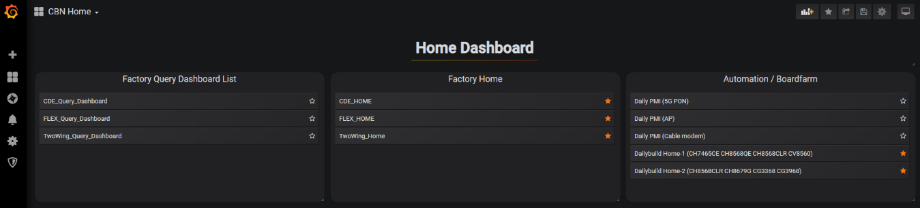 CBN Home
Home Dashboard
Factory Query Dashboard List
CDE_Query_Dashboard
FLEX_Query_Dashboard
TwoWing_Query_Dashboard
Factory Home
CDE_HOME
FLEX_HOME
TwoWing_Home
Automation / Boardfarm
Daily PMI (5G PON)
Daily PMI (AP)
Daily PMI (Cable modem)
Dailybuild Home-1 (CH7465CE CH8568QE CH8568CLR CV8560)
Dailybuild Home-2 (CH8568CLR CH8679G CG3368 CG3968)